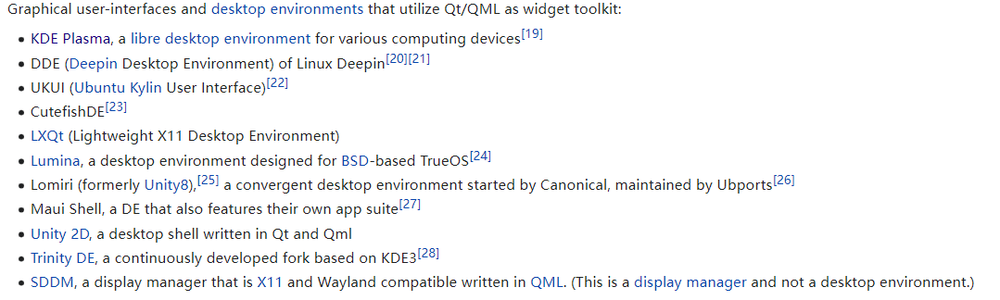 Graphical user-interfaces and desktop environments that utilize Qt/QML as widget toolkit:
• KDE Plasma, a libre desktop environment for various computing devices[19]
• DDE (Deepin Desktop Environment) of Linux Deepin[20][21]
• UKUI (Ubuntu Kylin User Interface)[22]
• CutefishDE[23]
• LXQt (Lightweight X11 Desktop Environment)
• Lumina, a desktop environment designed for BSD-based TrueOS[24]
• Lomiri (formerly Unity8),[25] a convergent desktop environment started by Canonical, maintained by Ubports[26]
• Maui Shell, a DE that also features their own app suite[27]
• Unity 2D, a desktop shell written in Qt and Qml
• Trinity DE, a continuously developed fork based on KDE3[28]
• SDDM, a display manager that is X11 and Wayland compatible written in QML. (This is a display manager and not a desktop environment.)